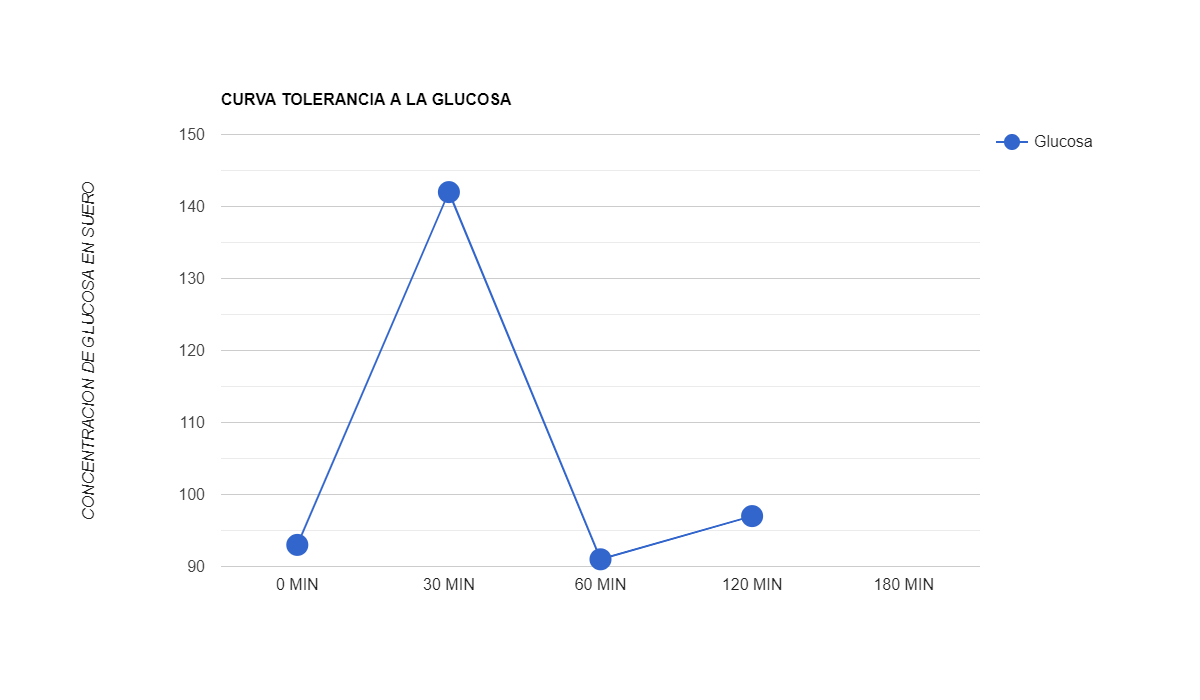 CURVA TOLERANCIA A LA GLUCOSA
Glucosa
CONCENTRACION DE GLUCOSA EN SUERO
150
140
130
120
110
100
90
0 MIN
30 MIN
60 MIN
120 MIN
180 MIN